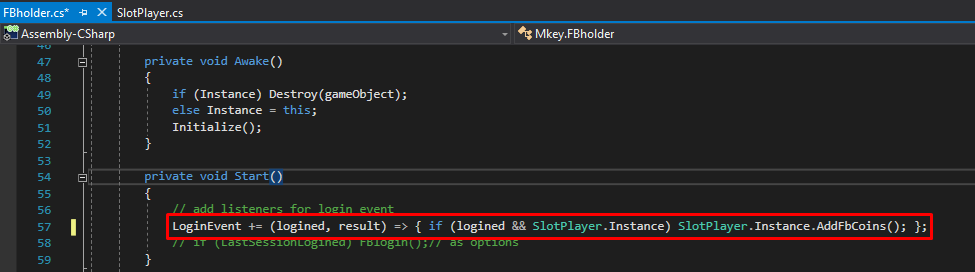 FBholder.cs* SlotPlayer.cs
Assembly-CSharp Mkey.FBholder
46
47 private void Awake()
48 {
49 if (Instance) Destroy(gameObject);
50 else Instance = this;
51 Initialize();
52 }
53
54 private void Start()
55 {
56 // add listeners for login event
57 LoginEvent += (logined, result) => { if (logined && SlotPlayer.Instance) SlotPlayer.Instance.AddFbCoins(); };
58 // if (LastSessionLogined) FBlogin();// as options
59 }